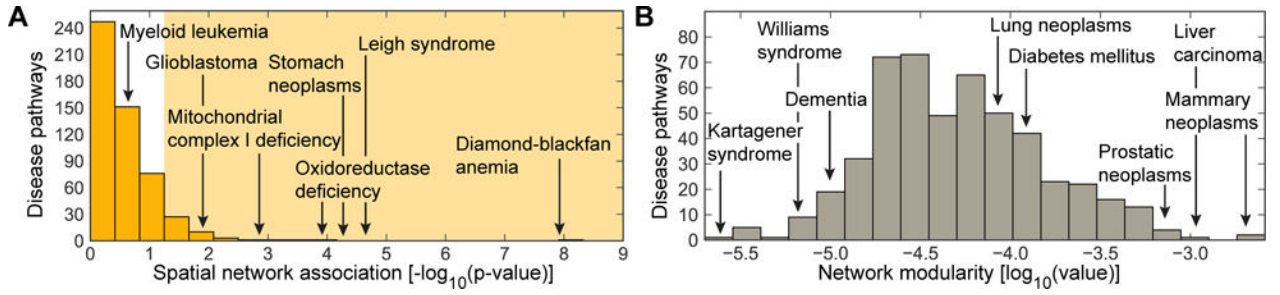 A
Disease pathways
240
210
180
150
120
90
60
30
0
Myeloid leukemia
Glioblastoma
Mitochondrial
complex I deficiency
Stomach
neoplasms
Leigh syndrome
Oxidoreductase
deficiency
Diamond-blackfan
anemia
0 1 2 3 4 5 6 7 8 9
Spatial network association [-log10(p-value)]
B
Disease pathways
80
70
60
50
40
30
20
10
0
Kartagener
syndrome
Williams
syndrome
Dementia
Lung neoplasms
Diabetes mellitus
Prostatic
neoplasms
Liver
carcinoma
Mammary
neoplasms
−5.5 −5.0 −4.5 −4.0 −3.5 −3.0
Network modularity [log10(value)]